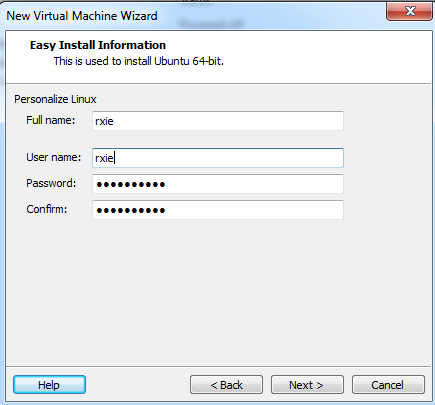 New Virtual Machine Wizard
Easy Install Information
This is used to install Ubuntu 64-bit.
Personalize Linux
Full name: rxie
User name: rxie
Password: ••••••••••
Confirm: ••••••••••
Help < Back Next > Cancel